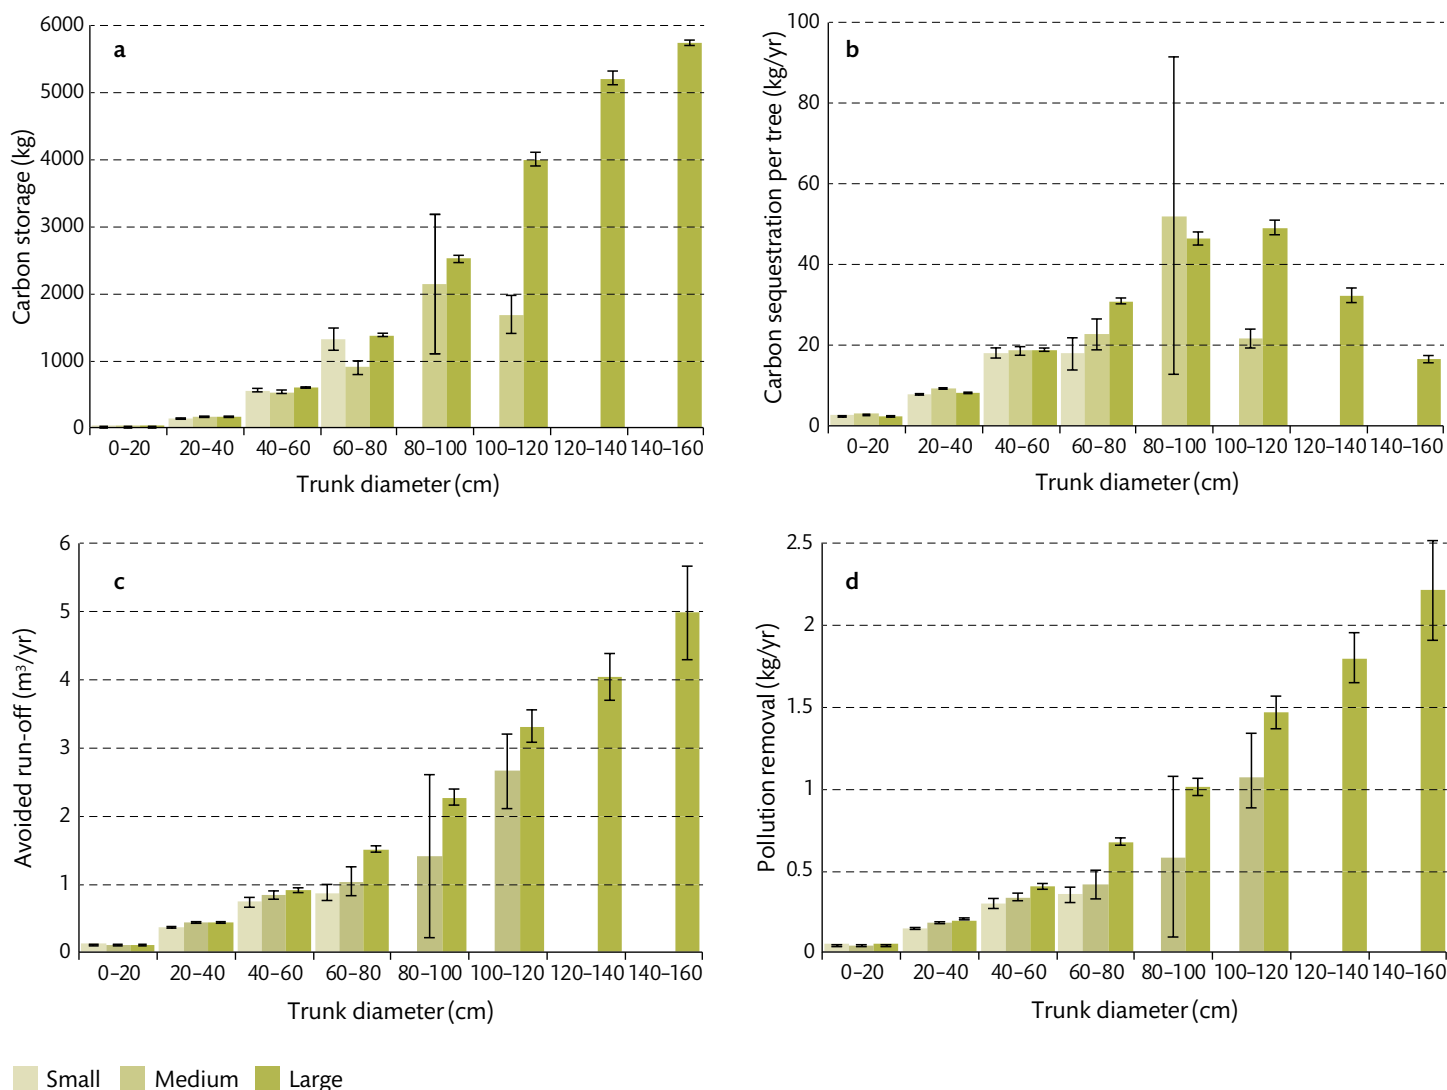 a
Carbon storage (kg)
6000
5000
4000
3000
2000
1000
0
0–20 20–40 40–60 60–80 80–100 100–120 120–140 140–160
Trunk diameter (cm)
b
Carbon sequestration per tree (kg/yr)
100
80
60
40
20
0
0–20 20–40 40–60 60–80 80–100 100–120 120–140 140–160
Trunk diameter (cm)
c
Avoided run-off (m³/yr)
6
5
4
3
2
1
0
0–20 20–40 40–60 60–80 80–100 100–120 120–140 140–160
Trunk diameter (cm)
d
Pollution removal (kg/yr)
2.5
2
1.5
1
0.5
0
0–20 20–40 40–60 60–80 80–100 100–120 120–140 140–160
Trunk diameter (cm)
Small Medium Large